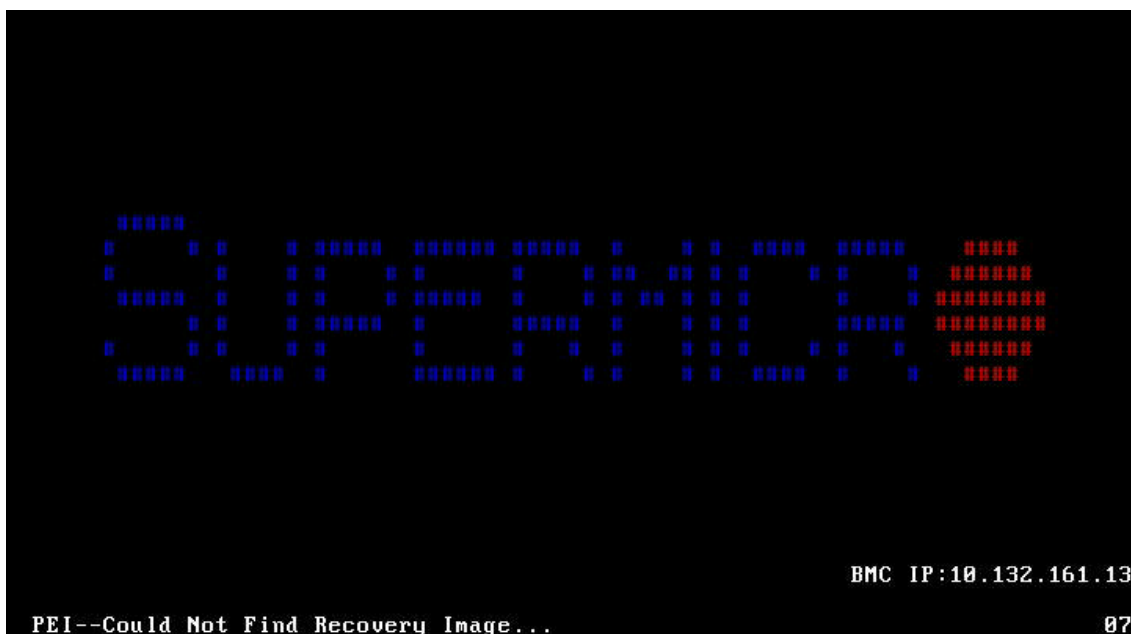 SUPERMICR
BMC IP:10.132.161.13
PEI--Could Not Find Recovery Image...
07